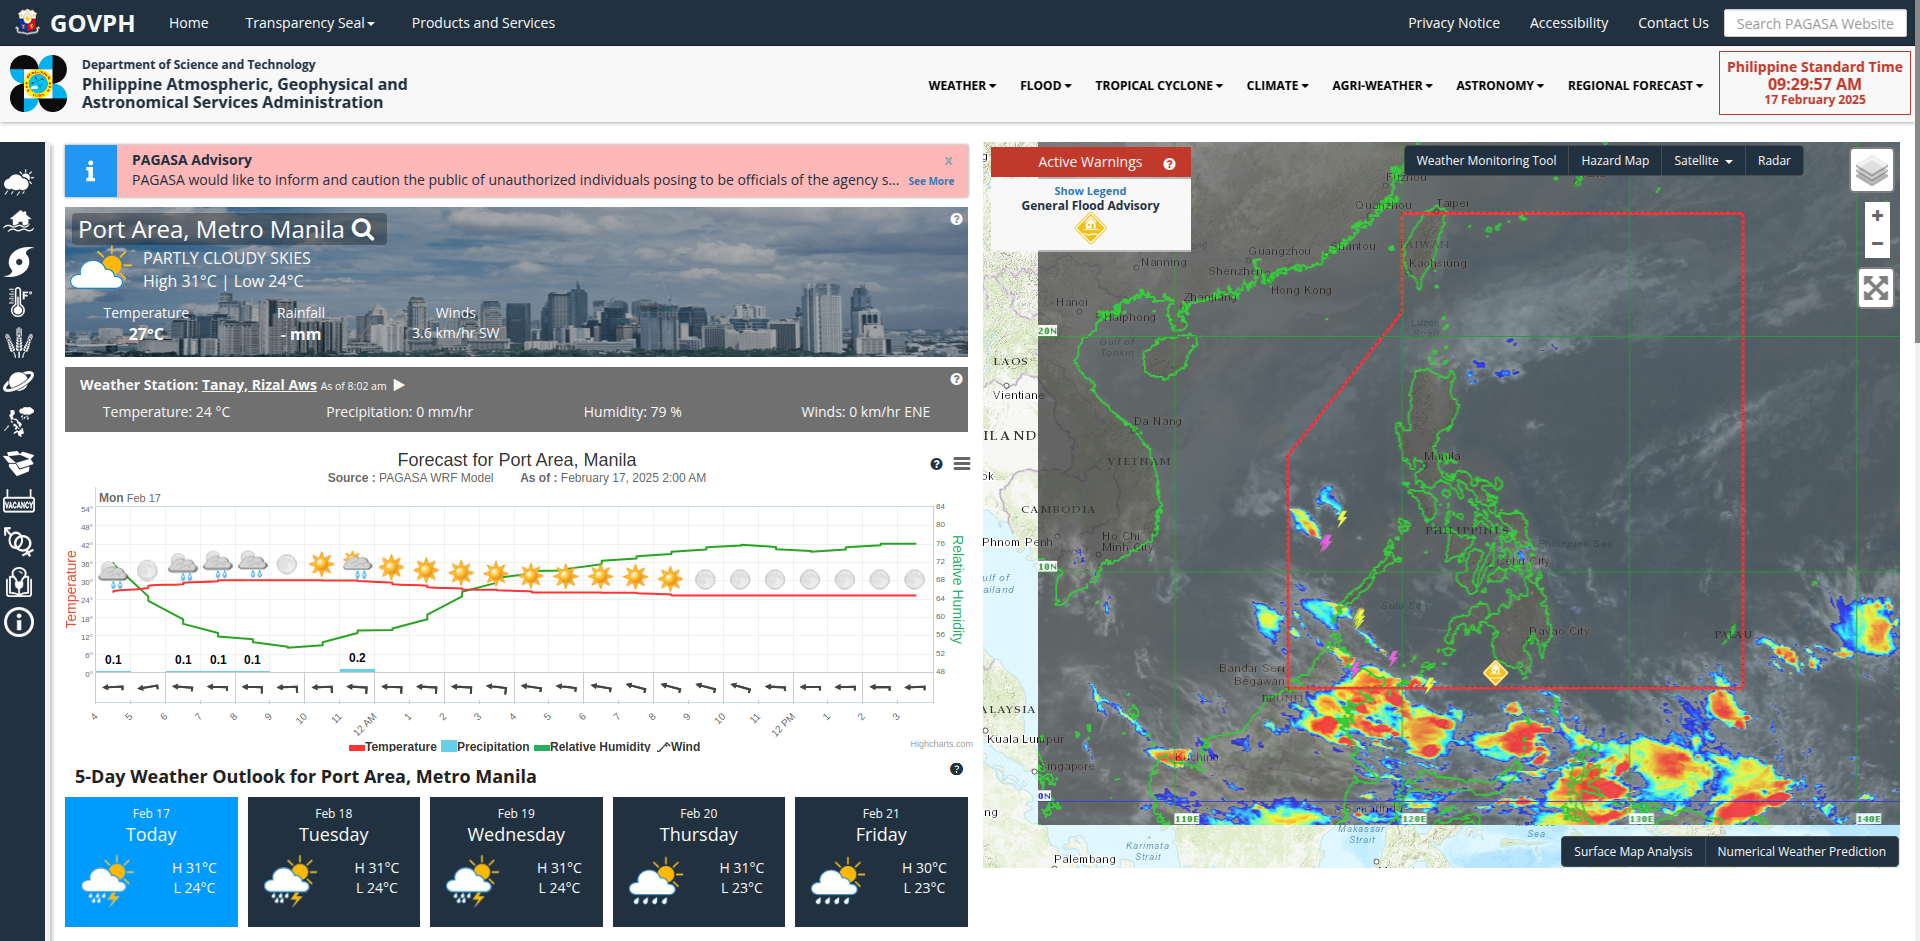 GOVPH
Home
Transparency Seal
Products and Services
Privacy Notice
Accessibility
Contact Us
Search PAGASA Website
Department of Science and Technology
Philippine Atmospheric, Geophysical and
Astronomical Services Administration
WEATHER
FLOOD
TROPICAL CYCLONE
CLIMATE
AGRI-WEATHER
ASTRONOMY
REGIONAL FORECAST
Philippine Standard Time
09:29:57 AM
17 February 2025
PAGASA Advisory
x
PAGASA would like to inform and caution the public of unauthorized individuals posing to be officials of the agency s...
See More
Port Area, Metro Manila
PARTLY CLOUDY SKIES
High 31°C | Low 24°C
Temperature
27°C
Rainfall
- mm
Winds
3.6 km/hr SW
Weather Station: Tanay, Rizal Aws As of 8:02 am
Temperature: 24 °C
Precipitation: 0 mm/hr
Humidity: 79 %
Winds: 0 km/hr ENE
Forecast for Port Area, Manila
Source : PAGASA WRF Model
As of : February 17, 2025 2:00 AM
Mon Feb 17
Temperature
54°
48°
42°
36°
30°
24°
18°
12°
6°
0°
84
80
76
72
68
64
60
56
52
48
Relative Humidity
0.1
0.1
0.1
0.1
0.2
4
5
6
7
8
9
10
11
12 AM
1
2
3
4
5
6
7
8
9
10
11
12 PM
1
2
3
Temperature
Precipitation
Relative Humidity
Wind
Highcharts.com
5-Day Weather Outlook for Port Area, Metro Manila
Feb 17
Today
H 31°C
L 24°C
Feb 18
Tuesday
H 31°C
L 24°C
Feb 19
Wednesday
H 31°C
L 24°C
Feb 20
Thursday
H 31°C
L 23°C
Feb 21
Friday
H 30°C
L 23°C
VACANCY
Active Warnings
Show Legend
General Flood Advisory
Weather Monitoring Tool
Hazard Map
Satellite
Radar
+
−
Fuzhou
Quanzhou
Taipei
TAIWAN
Kaohsiung
Shantou
Guangzhou
Nanning
Shenzhen
Hong Kong
Zhanjiang
Hanoi
Haiphong
Gulf of
Tonkin
Luzon
Strait
20N
LAOS
Vientiane
Da Nang
ILAND
VIETNAM
Manila
ok
CAMBODIA
Phnom Penh
Ho Chi
Minh City
PHILIPPINES
Philippine Sea
Cebu City
10N
ulf of
ailand
Sulu Sea
Davao City
PALAU
Bandar Seri
Begawan
BRUNEI
ALAYSIA
Kuala Lumpur
Kuching
Singapore
0N
Samarinda
110E
120E
130E
140E
ng
Makassar
Strait
Sea
Karimata
Strait
Palembang
Surface Map Analysis
Numerical Weather Prediction